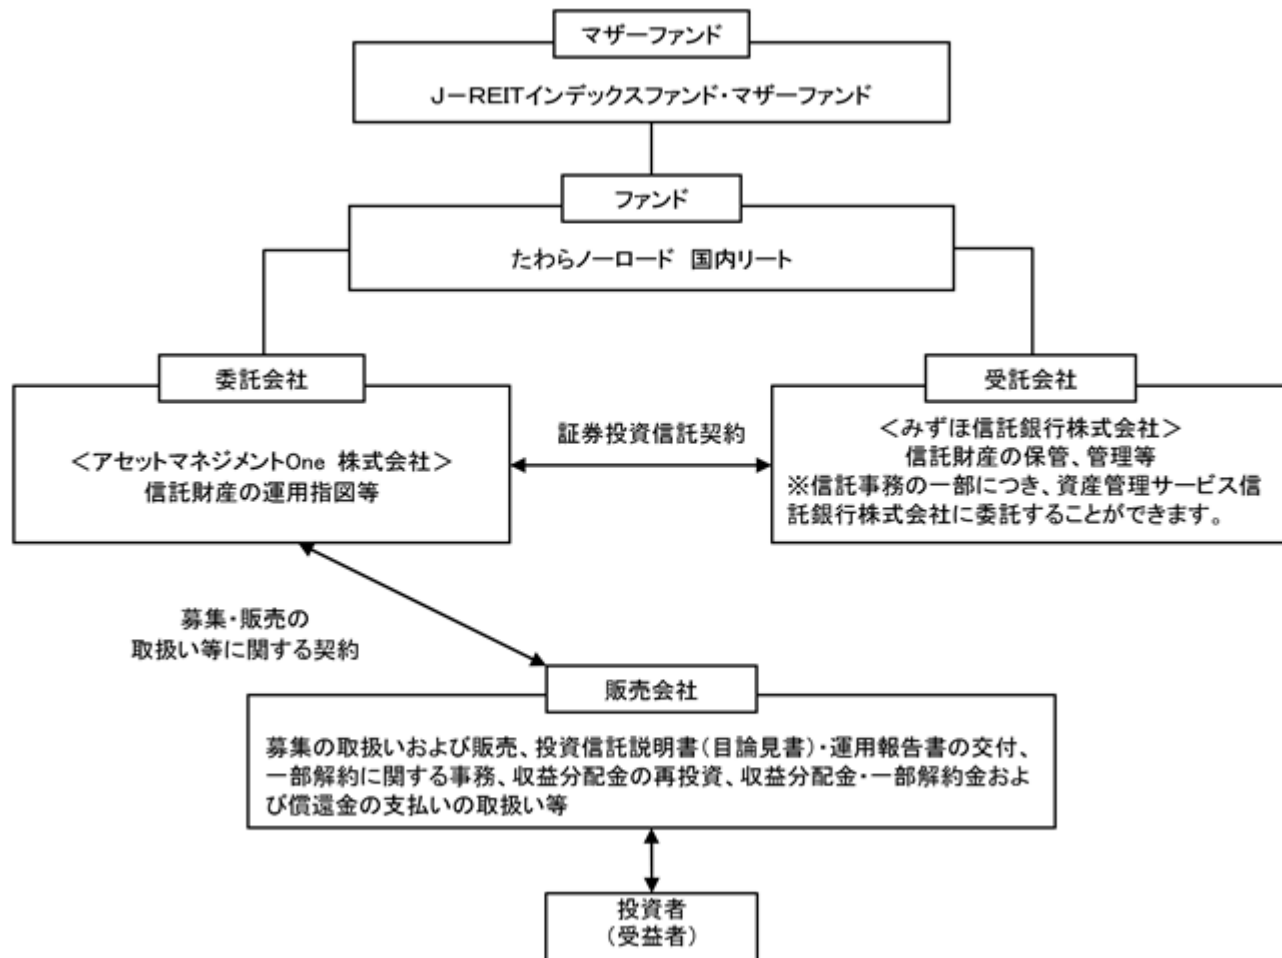 マザーファンド
J－REITインデックスファンド・マザーファンド
ファンド
たわらノーロード　国内リート
委託会社
＜アセットマネジメントOne 株式会社＞
信託財産の運用指図等
証券投資信託契約
受託会社
＜みずほ信託銀行株式会社＞
信託財産の保管、管理等
※信託事務の一部につき、資産管理サービス信
託銀行株式会社に委託することができます。
募集・販売の
取扱い等に関する契約
販売会社
募集の取扱いおよび販売、投資信託説明書（目論見書）・運用報告書の交付、
一部解約に関する事務、収益分配金の再投資、収益分配金・一部解約金およ
び償還金の支払いの取扱い等
投資者
（受益者）